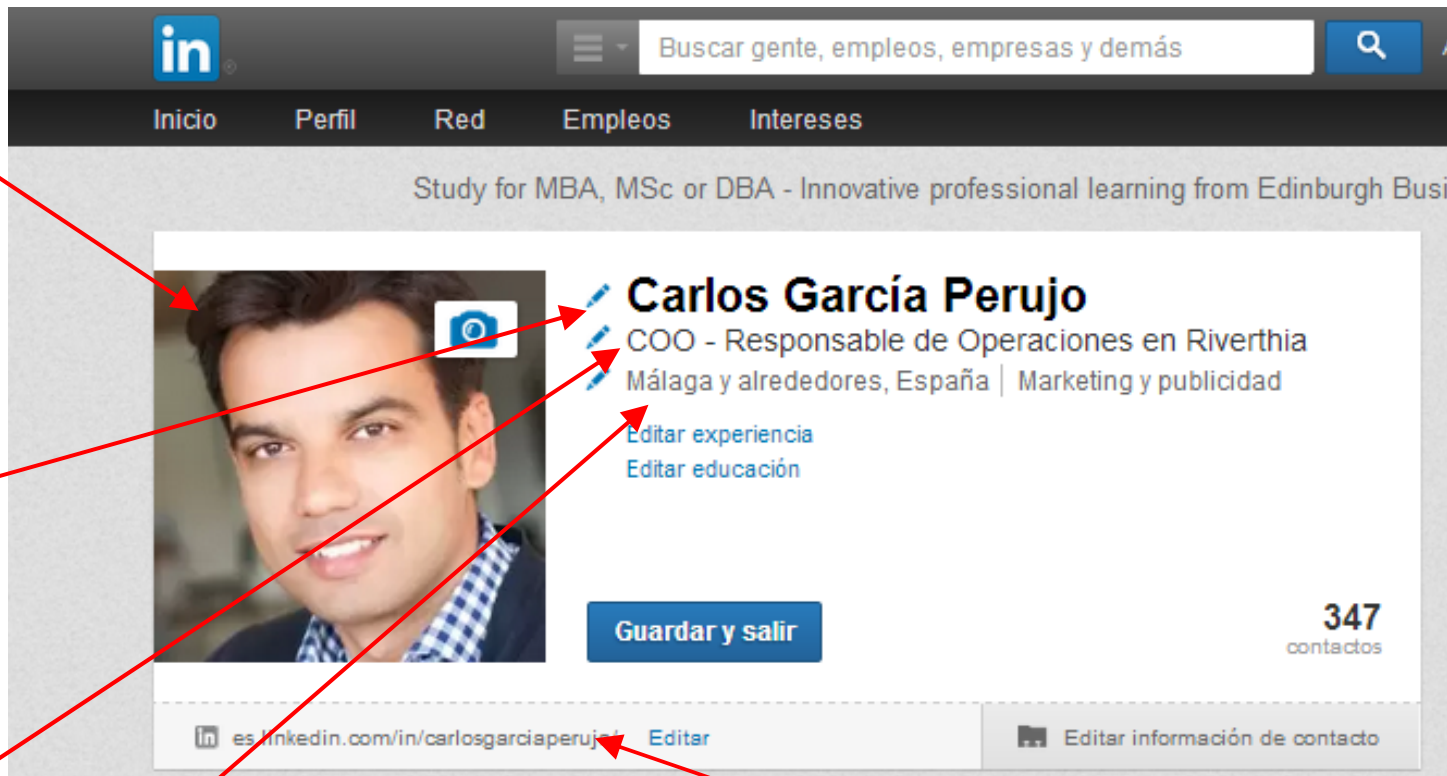 in
Buscar gente, empleos, empresas y demás
Inicio Perfil Red Empleos Intereses
Study for MBA, MSc or DBA - Innovative professional learning from Edinburgh Busi
Carlos García Perujo
COO - Responsable de Operaciones en Riverthia
Málaga y alrededores, España | Marketing y publicidad
Editar experiencia
Editar educación
Guardar y salir
347
contactos
in es.linkedin.com/in/carlosgarciaperujo/ Editar
Editar información de contacto